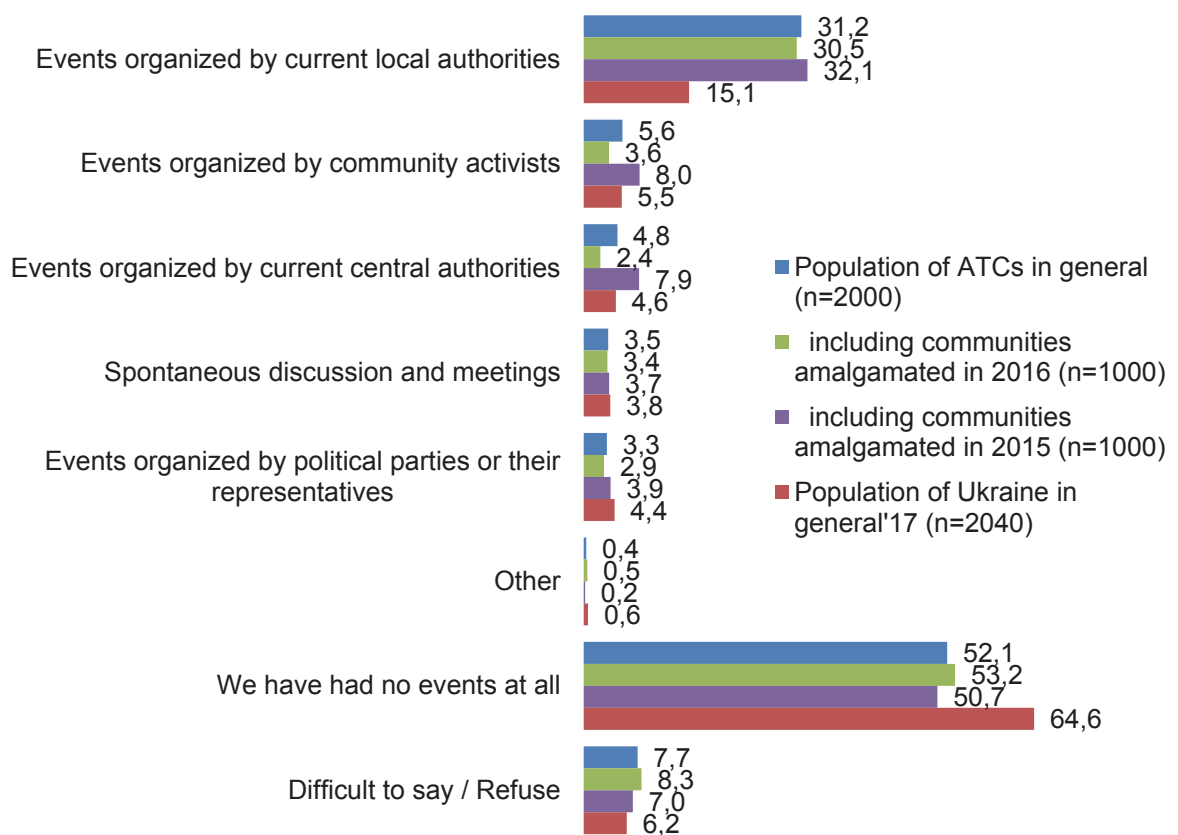 Events organized by current local authorities
31,2
30,5
32,1
15,1
Events organized by community activists
5,6
3,6
8,0
5,5
Events organized by current central authorities
4,8
2,4
7,9
4,6
Spontaneous discussion and meetings
3,5
3,4
3,7
3,8
Events organized by political parties or their
representatives
3,3
2,9
3,9
4,4
Other
0,4
0,5
0,2
0,6
We have had no events at all
52,1
53,2
50,7
64,6
Difficult to say / Refuse
7,7
8,3
7,0
6,2
Population of ATCs in general
(n=2000)
including communities
amalgamated in 2016 (n=1000)
including communities
amalgamated in 2015 (n=1000)
Population of Ukraine in
general'17 (n=2040)